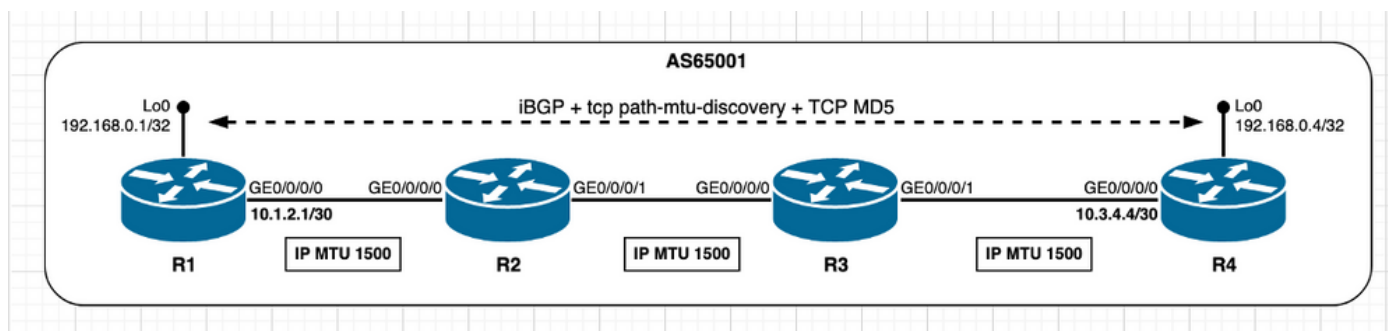 AS65001
iBGP + tcp path-mtu-discovery + TCP MD5
Lo0
192.168.0.1/32
Lo0
192.168.0.4/32
GE0/0/0/0
GE0/0/0/0
GE0/0/0/1
GE0/0/0/0
GE0/0/0/1
GE0/0/0/0
10.1.2.1/30
10.3.4.4/30
IP MTU 1500
IP MTU 1500
IP MTU 1500
R1
R2
R3
R4